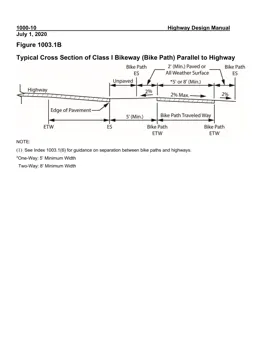 1000-10 Highway Design Manual
July 1, 2020
Figure 1003.1B
Typical Cross Section of Class I Bikeway (Bike Path) Parallel to Highway
Bike Path ES
2' (Min.) Paved or All Weather Surface
Bike Path ES
Unpaved
*5' or 8' (Min.)
Highway
2%
2% Max.
2%
Edge of Pavement
5' (Min.)
Bike Path Traveled Way
ETW
ES
Bike Path ETW
Bike Path ETW
NOTE:
(1) See Index 1003.1(6) for guidance on separation between bike paths and highways.
*One-Way: 5' Minimum Width
Two-Way: 8' Minimum Width